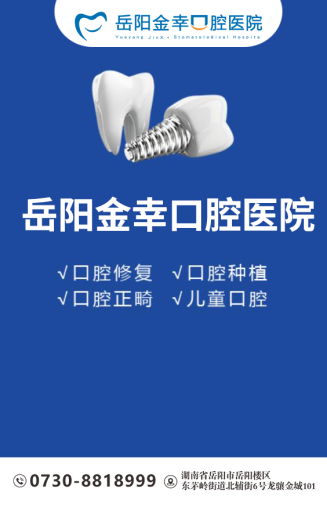 岳阳金幸口腔医院
Yueyang Jinx • Stomatological Hospita
岳阳金幸口腔医院
√口腔修复 √口腔种植
√口腔正畸 √儿童口腔
0730-8818999
湖南省岳阳市岳阳楼区
东茅岭街道北辅街6号龙骧金城101